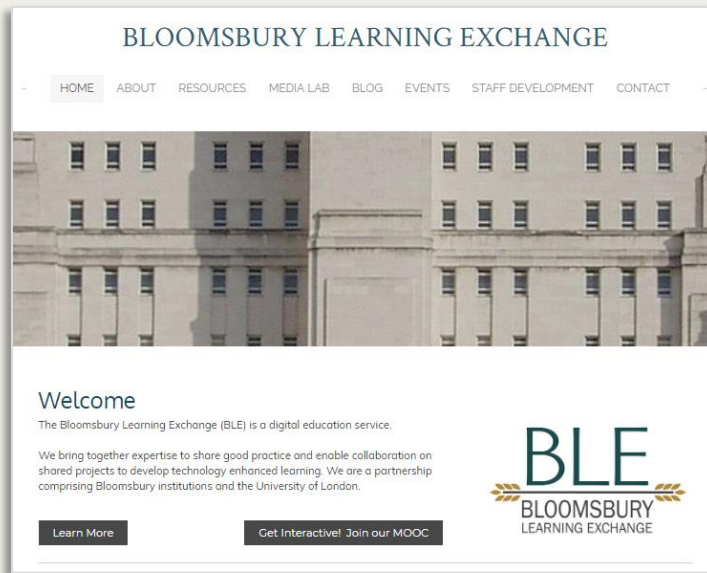 BLOOMSBURY LEARNING EXCHANGE
HOME ABOUT RESOURCES MEDIA LAB BLOG EVENTS STAFF DEVELOPMENT CONTACT
Welcome
The Bloomsbury Learning Exchange (BLE) is a digital education service.
We bring together expertise to share good practice and enable collaboration on
shared projects to develop technology enhanced learning. We are a partnership
comprising Bloomsbury institutions and the University of London.
Learn More
Get Interactive! Join our MOOC
BLE
BLOOMSBURY
LEARNING EXCHANGE